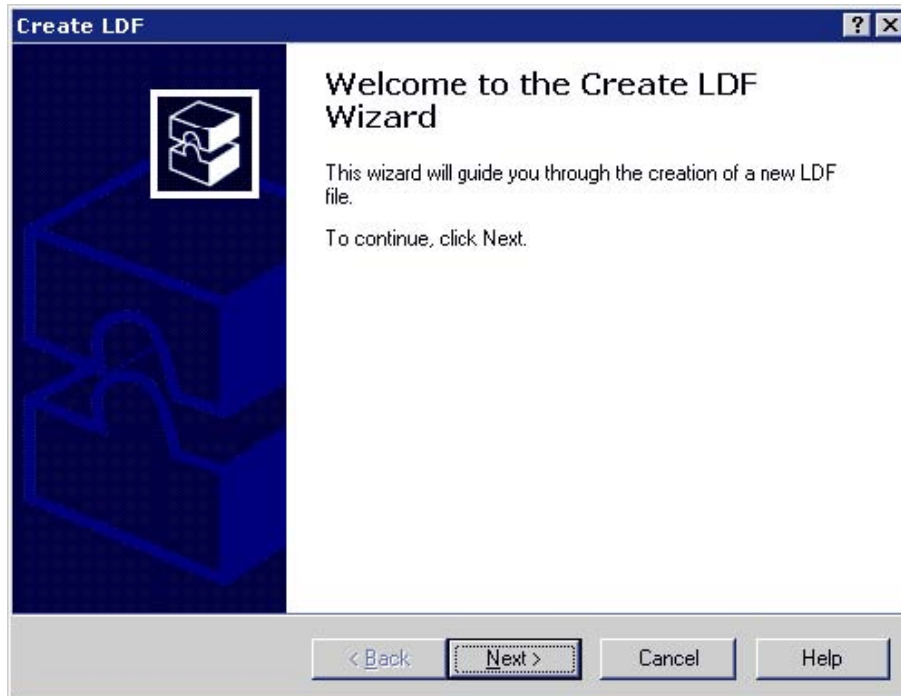 Create LDF
Welcome to the Create LDF
Wizard
This wizard will guide you through the creation of a new LDF
file.
To continue, click Next.
< Back Next > Cancel Help